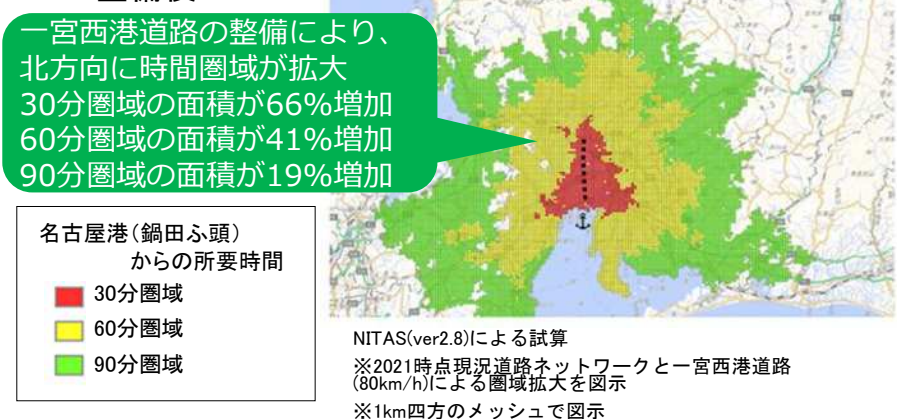 一宮西港道路の整備により、
北方向に時間圏域が拡大
30分圏域の面積が66%増加
60分圏域の面積が41%増加
90分圏域の面積が19%増加
名古屋港(鍋田ふ頭)
からの所要時間
30分圏域
60分圏域
90分圏域
NITAS(ver2.8)による試算
※2021時点現況道路ネットワークと一宮西港道路
(80km/h)による圏域拡大を図示
※1km四方のメッシュで図示